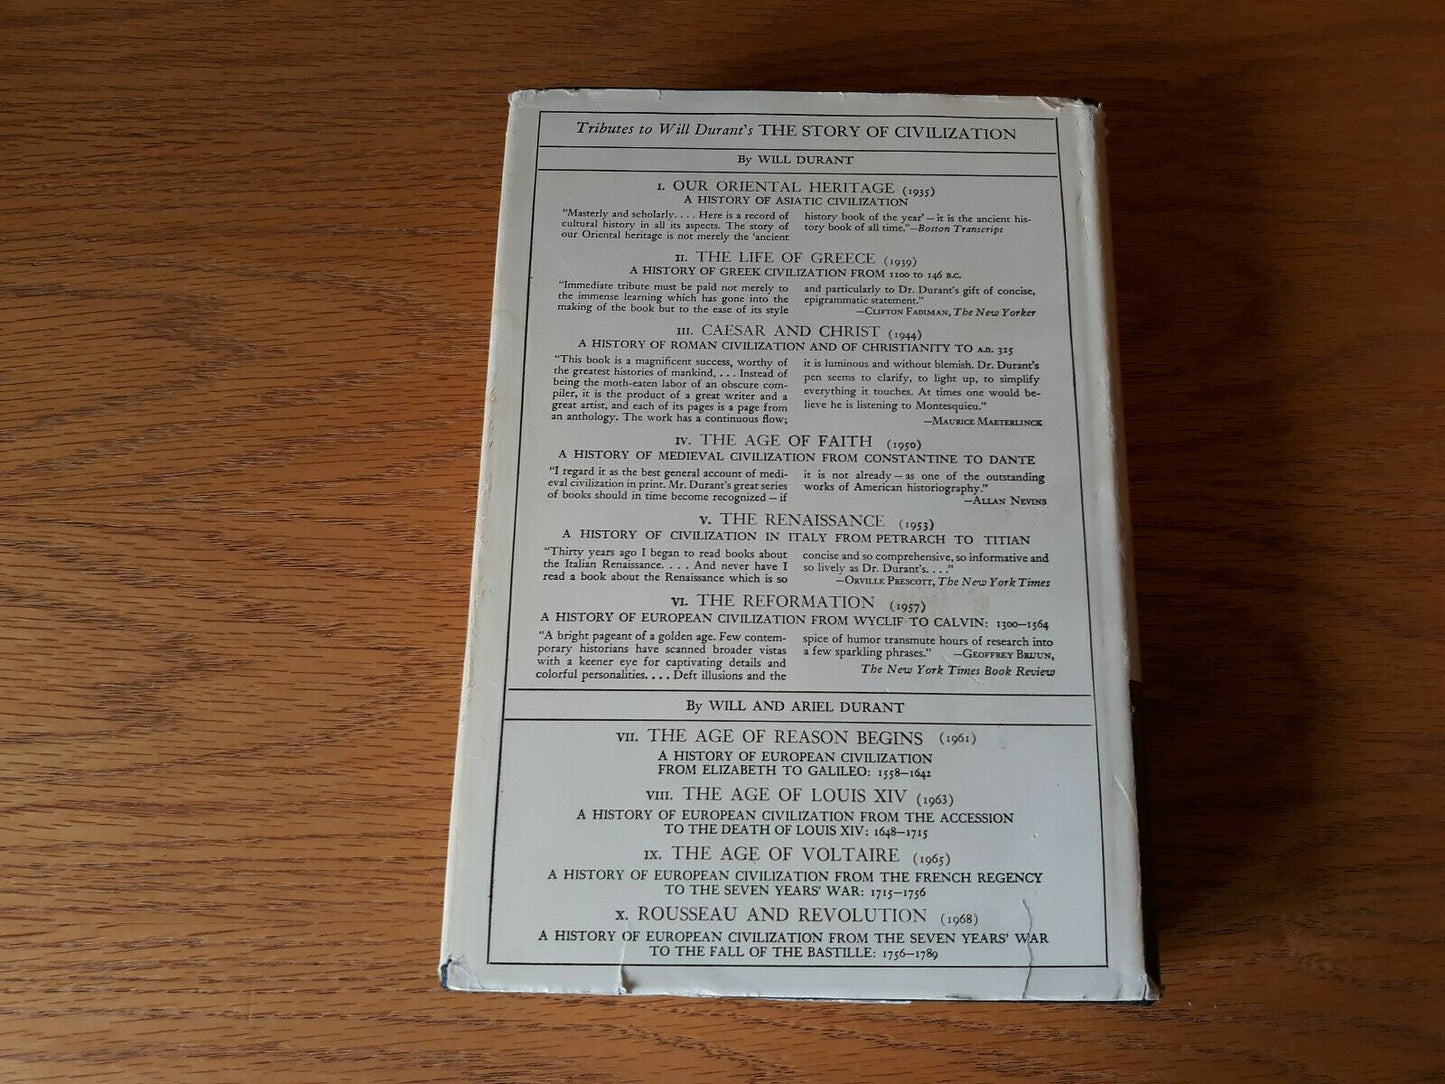 Tributes to Will Durant's THE STORY OF CIVILIZATION
By WILL DURANT
I. OUR ORIENTAL HERITAGE (1935)
A HISTORY OF ASIATIC CIVILIZATION
"Masterly and scholarly. . . . Here is a record of
cultural history in all its aspects. The story of
our Oriental heritage is not merely the 'ancient
history book of the year'—it is the ancient his-
tory book of all time."—Boston Transcript
II. THE LIFE OF GREECE (1939)
A HISTORY OF GREEK CIVILIZATION FROM 1100 TO 146 B.C.
"Immediate tribute must be paid not merely to
the immense learning which has gone into the
making of the book but to the ease of its style
and particularly to Dr. Durant's gift of concise,
epigrammatic statement."
—CLIFTON FADIMAN, The New Yorker
III. CAESAR AND CHRIST (1944)
A HISTORY OF ROMAN CIVILIZATION AND OF CHRISTIANITY TO A.D. 325
"This book is a magnificent success, worthy of
the greatest histories of mankind. . . . Instead of
being the moth-eaten labor of an obscure com-
piler, it is the product of a great writer and a
great artist, and each of its pages is a page from
an anthology. The work has a continuous flow;
it is luminous and without blemish. Dr. Durant's
pen seems to clarify, to light up, to simplify
everything it touches. At times one would be-
lieve he is listening to Montesquieu."
—MAURICE MAETERLINCK
IV. THE AGE OF FAITH (1950)
A HISTORY OF MEDIEVAL CIVILIZATION FROM CONSTANTINE TO DANTE
"I regard it as the best general account of medi-
eval civilization in print. Mr. Durant's great series
of books should in time become recognized—if
it is not already—as one of the outstanding
works of American historiography."
—ALLAN NEVINS
V. THE RENAISSANCE (1953)
A HISTORY OF CIVILIZATION IN ITALY FROM PETRARCH TO TITIAN
"Thirty years ago I began to read books about
the Italian Renaissance. . . . And never have I
read a book about the Renaissance which is so
concise and so comprehensive, so informative and
so lively as Dr. Durant's. . . ."
—ORVILLE PRESCOTT, The New York Times
VI. THE REFORMATION (1957)
A HISTORY OF EUROPEAN CIVILIZATION FROM WYCLIF TO CALVIN: 1300—1564
"A bright pageant of a golden age. Few contem-
porary historians have scanned broader vistas
with a keener eye for captivating details and
colorful personalities. . . . Deft illusions and the
spice of humor transmute hours of research into
a few sparkling phrases." —GEOFFREY BRUUN,
The New York Times Book Review
By WILL AND ARIEL DURANT
VII. THE AGE OF REASON BEGINS (1961)
A HISTORY OF EUROPEAN CIVILIZATION
FROM ELIZABETH TO GALILEO: 1558—1642
VIII. THE AGE OF LOUIS XIV (1963)
A HISTORY OF EUROPEAN CIVILIZATION FROM THE ACCESSION
TO THE DEATH OF LOUIS XIV: 1648—1715
IX. THE AGE OF VOLTAIRE (1965)
A HISTORY OF EUROPEAN CIVILIZATION FROM THE FRENCH REGENCY
TO THE SEVEN YEARS' WAR: 1715—1756
X. ROUSSEAU AND REVOLUTION (1968)
A HISTORY OF EUROPEAN CIVILIZATION FROM THE SEVEN YEARS' WAR
TO THE FALL OF THE BASTILLE: 1756—1789